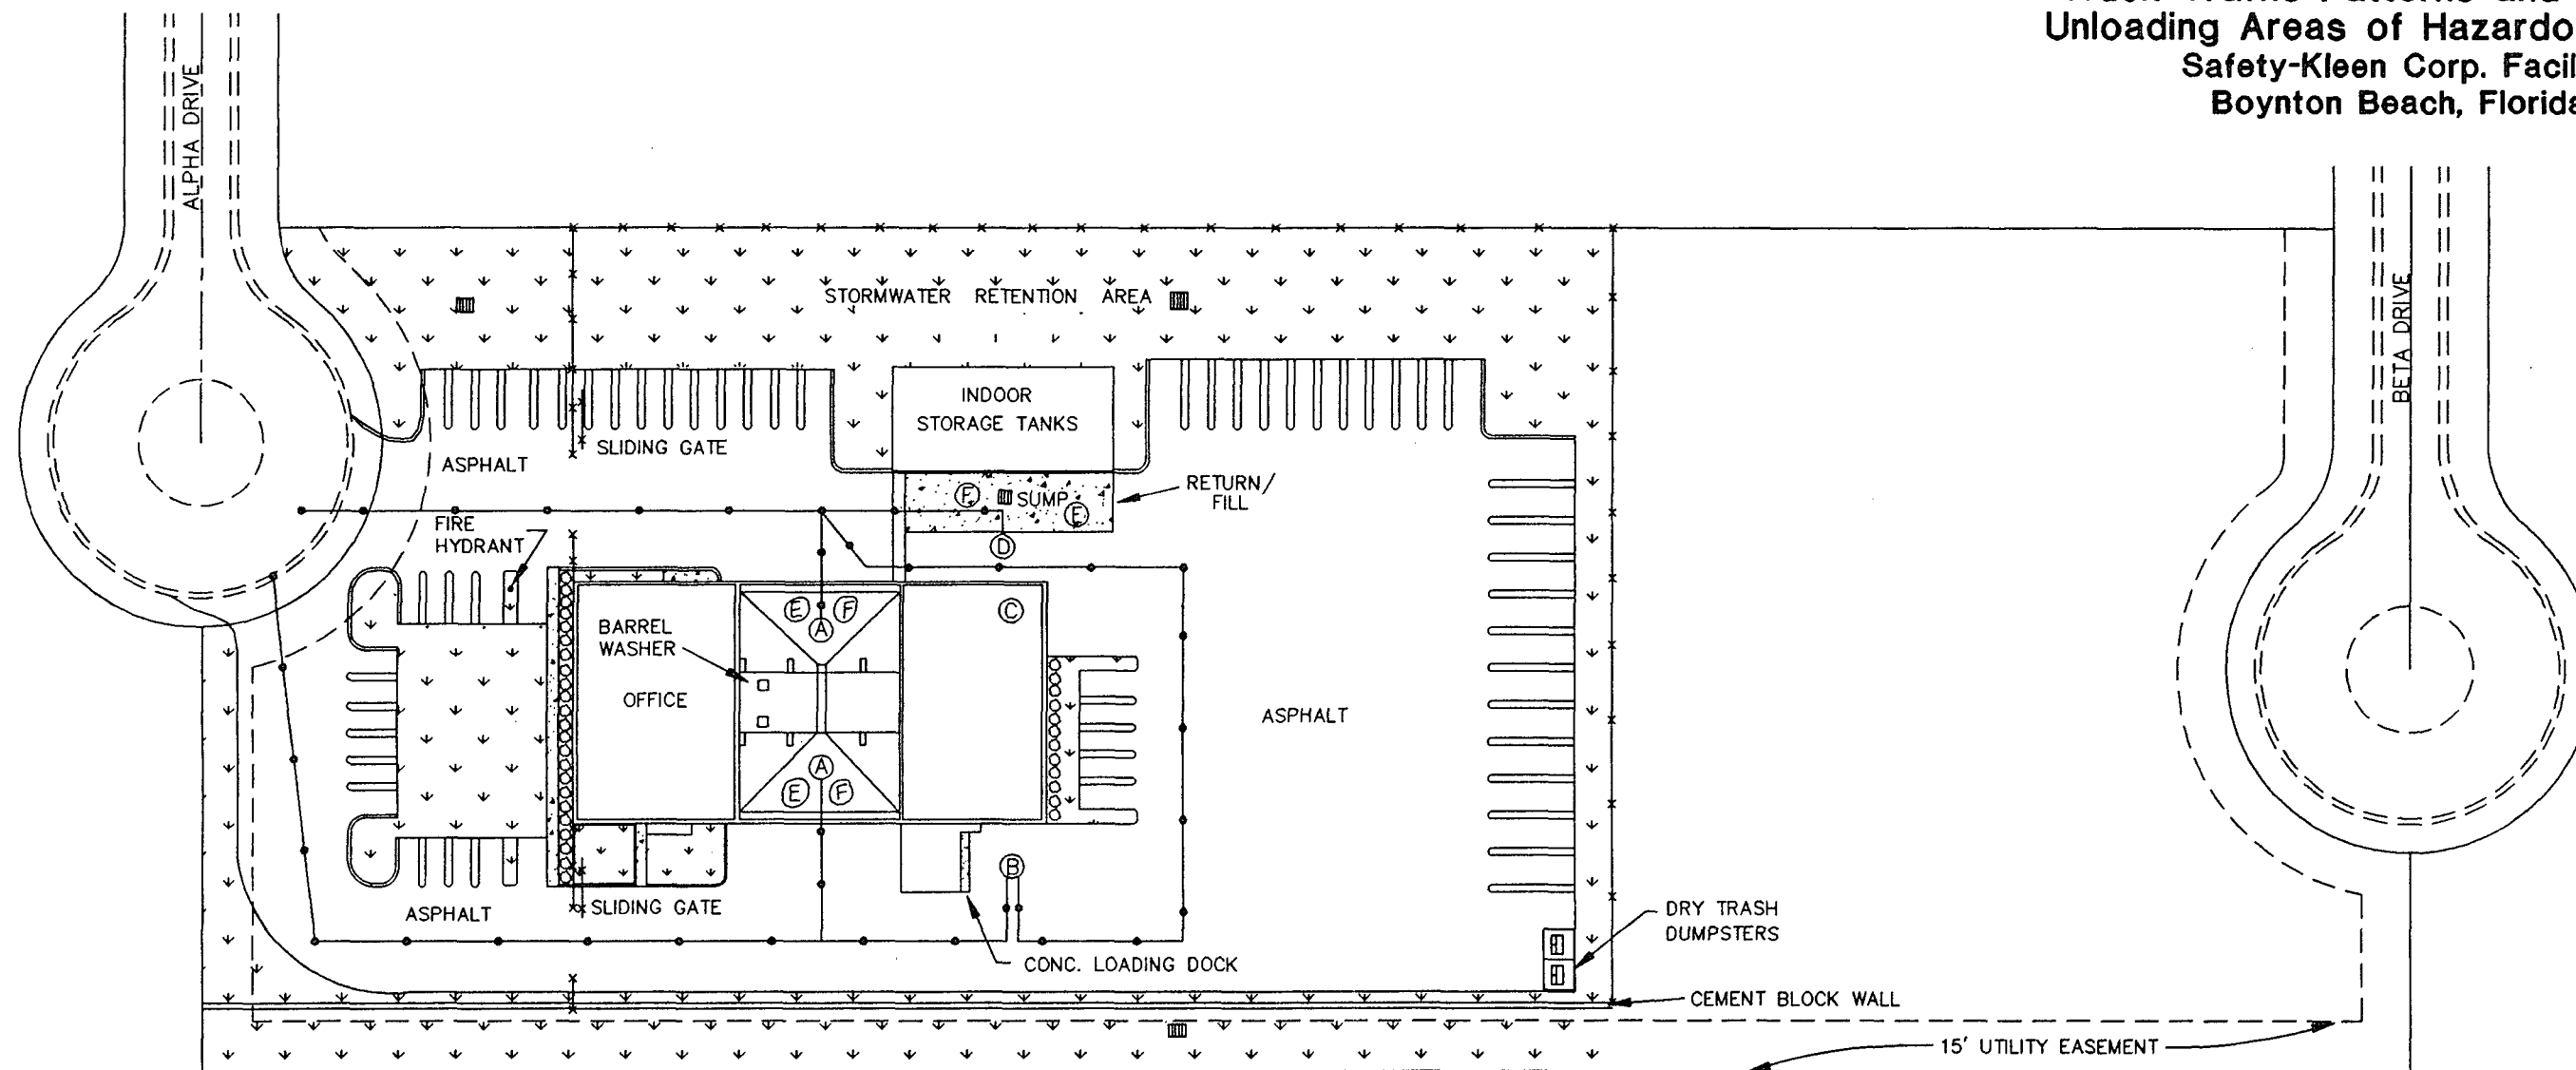 Unloading Areas of Hazardo
Safety-Kleen Corp. Facil
Boynton Beach, Florida
ALPHA DRIVE
BETA DRIVE
STORMWATER RETENTION AREA
INDOOR
STORAGE TANKS
SLIDING GATE
ASPHALT
RETURN/
FILL
F
SUMP
E
D
FIRE
HYDRANT
E
F
A
C
BARREL
WASHER
OFFICE
ASPHALT
A
E
F
B
SLIDING GATE
ASPHALT
DRY TRASH
DUMPSTERS
CONC. LOADING DOCK
CEMENT BLOCK WALL
15' UTILITY EASEMENT